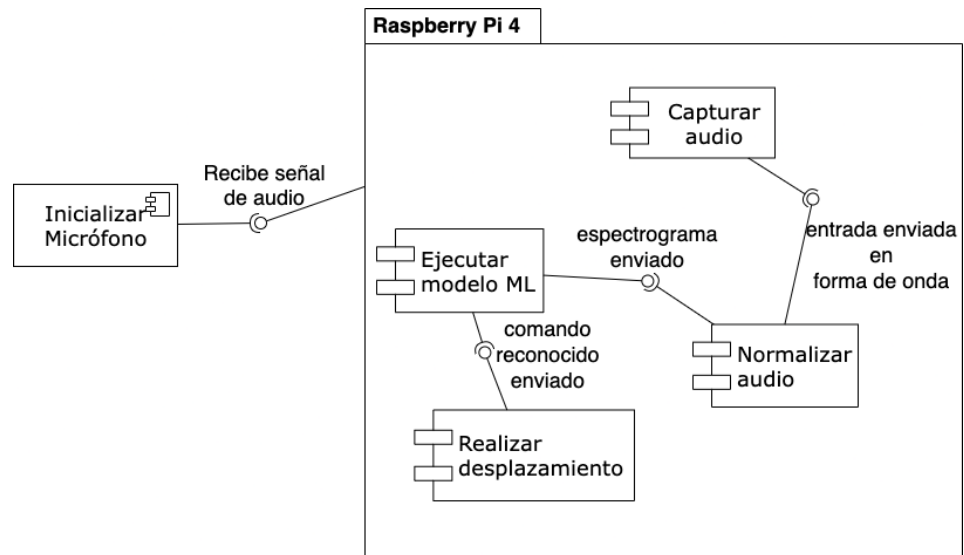 Raspberry Pi 4
Capturar
audio
Recibe señal
de audio
Inicializar
Micrófono
entrada enviada
en
forma de onda
espectrograma
enviado
Ejecutar
modelo ML
comando
reconocido
enviado
Normalizar
audio
Realizar
desplazamiento